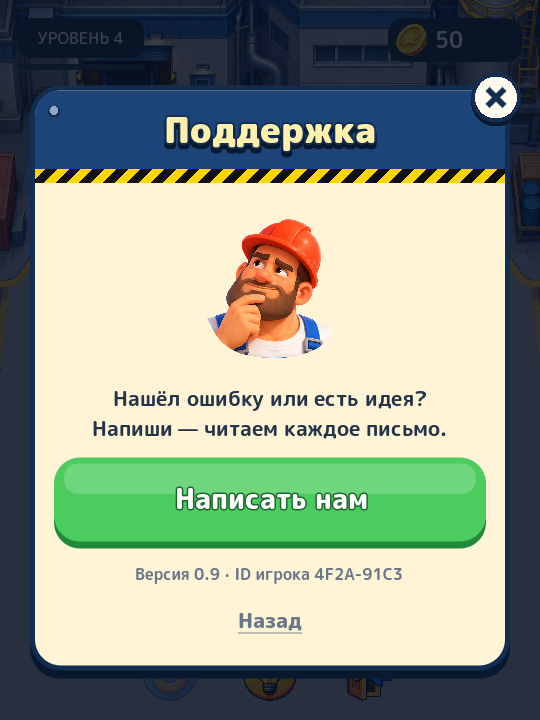 УРОВЕНЬ 4
50
Поддержка
Нашёл ошибку или есть идея?
Напиши — читаем каждое письмо.
Написать нам
Версия 0.9 · ID игрока 4F2A-91C3
Назад